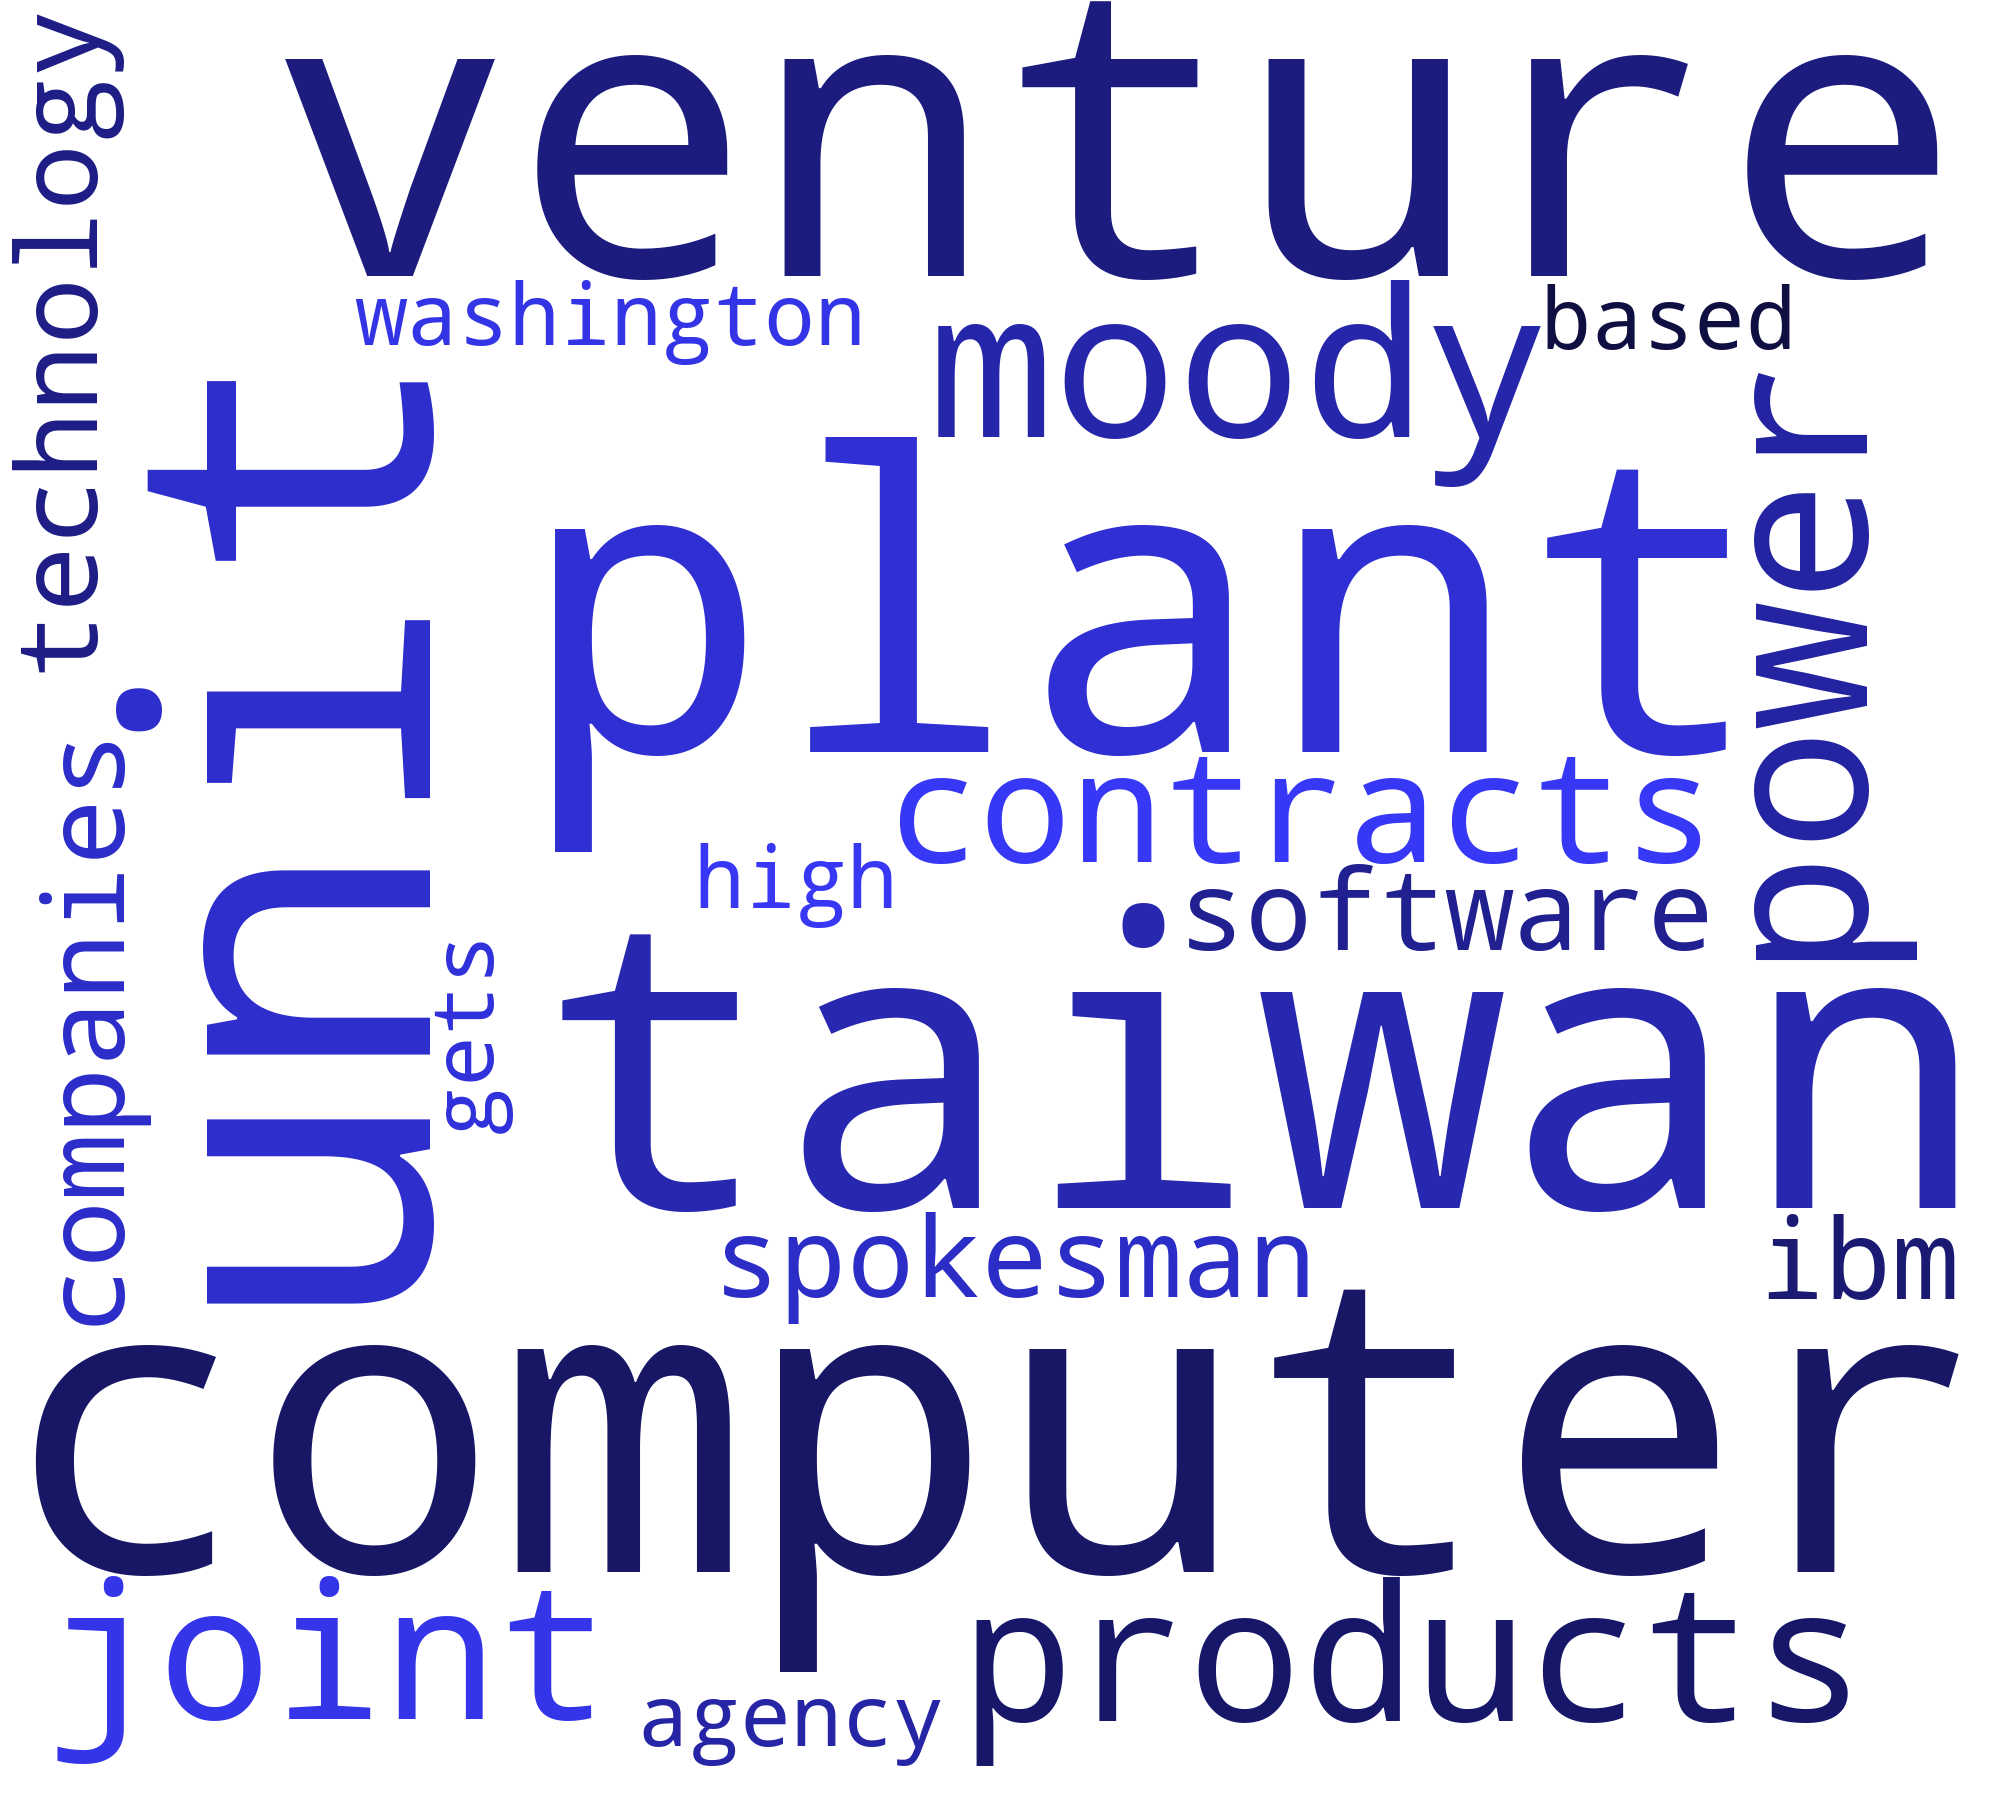 venture
technology
washington
moody
based
unit
plant
power
contracts
companies
high
software
gets
taiwan
spokesman
ibm
computer
joint
products
agency